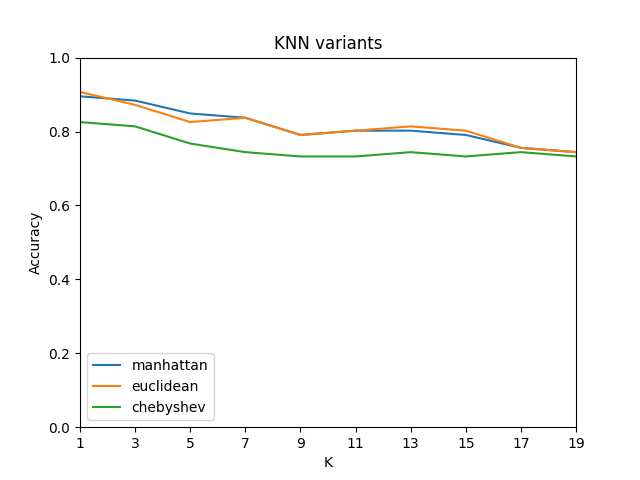 KNN variants
1.0
0.8
0.6
0.4
0.2
0.0
Accuracy
manhattan
euclidean
chebyshev
1 3 5 7 9 11 13 15 17 19
K